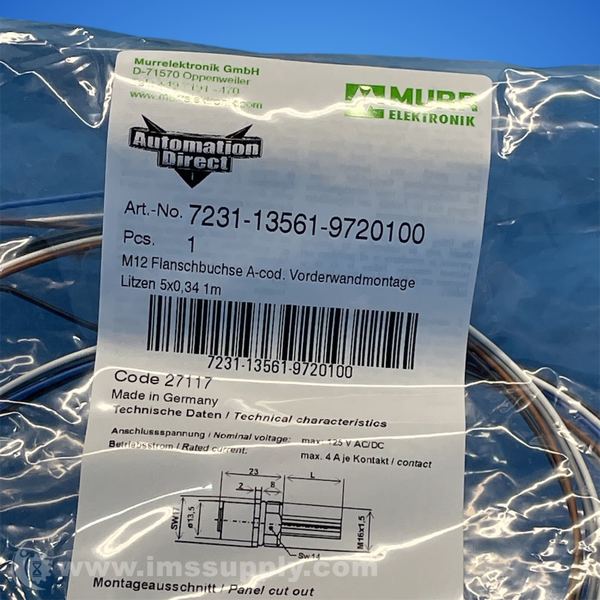 Murrelektronik GmbH
D-71570 Oppenweiler
MURR
ELEKTRONIK
Automation
Direct
Art.-No. 7231-13561-9720100
Pcs. 1
M12 Flanschbuchse A-cod. Vorderwandmontage
Litzen 5x0,34 1m
7231-13561-9720100
Code 27117
Made in Germany
Technische Daten / Technical characteristics
Anschlussspannung / Nominal voltage: max. 125 V AC/DC
Betriebsstrom / Rated current: max. 4 A je Kontakt / contact
23
L
2
8
SW17
ø13,5
M16x1,5
SW14
www.imssupply.com
Montageausschnitt / Panel cut out